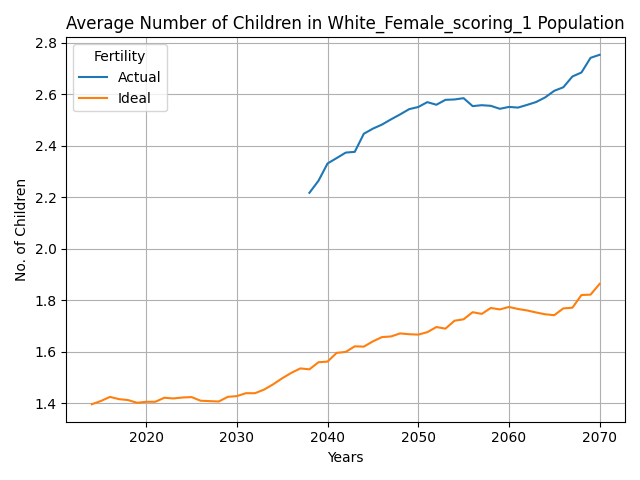 Average Number of Children in White_Female_scoring_1 Population
Fertility
Actual
Ideal
No. of Children
2.8
2.6
2.4
2.2
2.0
1.8
1.6
1.4
2020 2030 2040 2050 2060 2070
Years